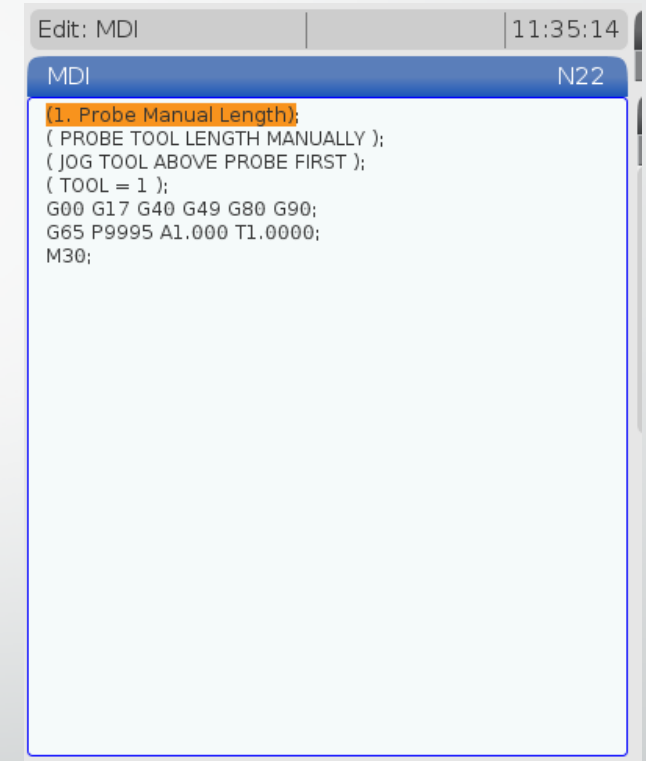 Edit: MDI
11:35:14
MDI
N22
(1. Probe Manual Length);
( PROBE TOOL LENGTH MANUALLY );
( JOG TOOL ABOVE PROBE FIRST );
( TOOL = 1 );
G00 G17 G40 G49 G80 G90;
G65 P9995 A1.000 T1.0000;
M30;